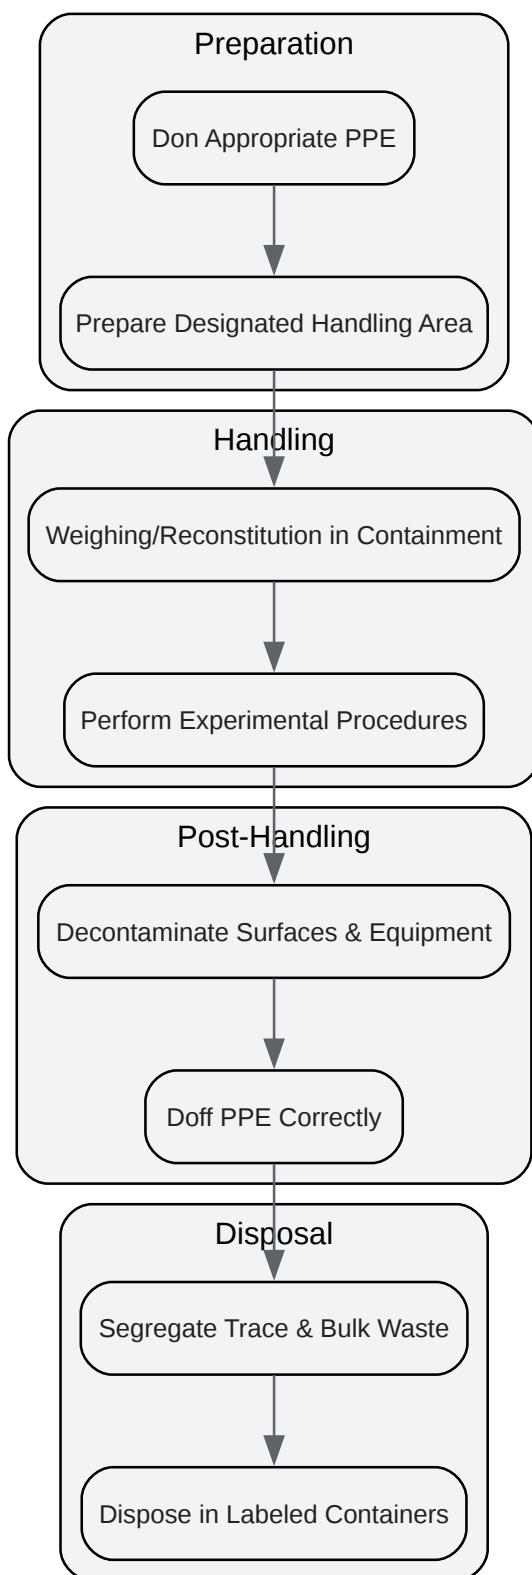 Preparation
Don Appropriate PPE
Prepare Designated Handling Area
Handling
Weighing/Reconstitution in Containment
Perform Experimental Procedures
Post-Handling
Decontaminate Surfaces & Equipment
Doff PPE Correctly
Disposal
Segregate Trace & Bulk Waste
Dispose in Labeled Containers